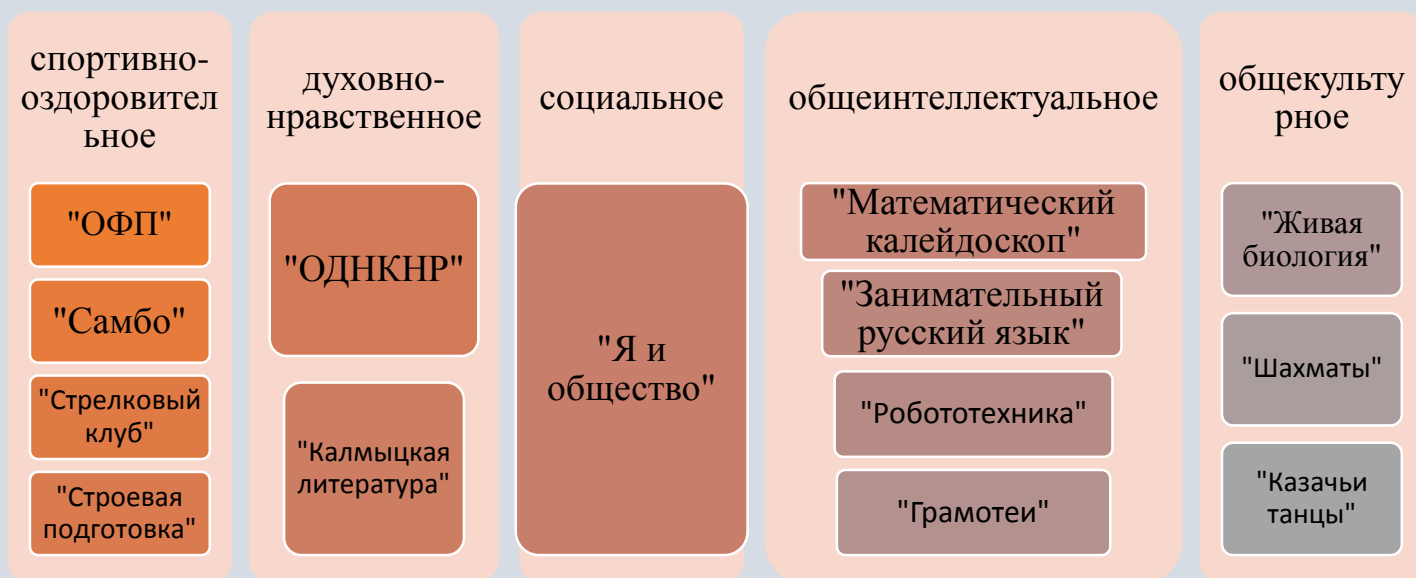 спортивно-
оздоровител
ьное
"ОФП"
"Самбо"
"Стрелковый
клуб"
"Строевая
подготовка"
духовно-
нравственное
"ОДНКНР"
"Калмыцкая
литература"
социальное
"Я и
общество"
общеинтеллектуальное
"Математический
калейдоскоп"
"Занимательный
русский язык"
"Робототехника"
"Грамотеи"
общекульту
рное
"Живая
биология"
"Шахматы"
"Казачьи
танцы"